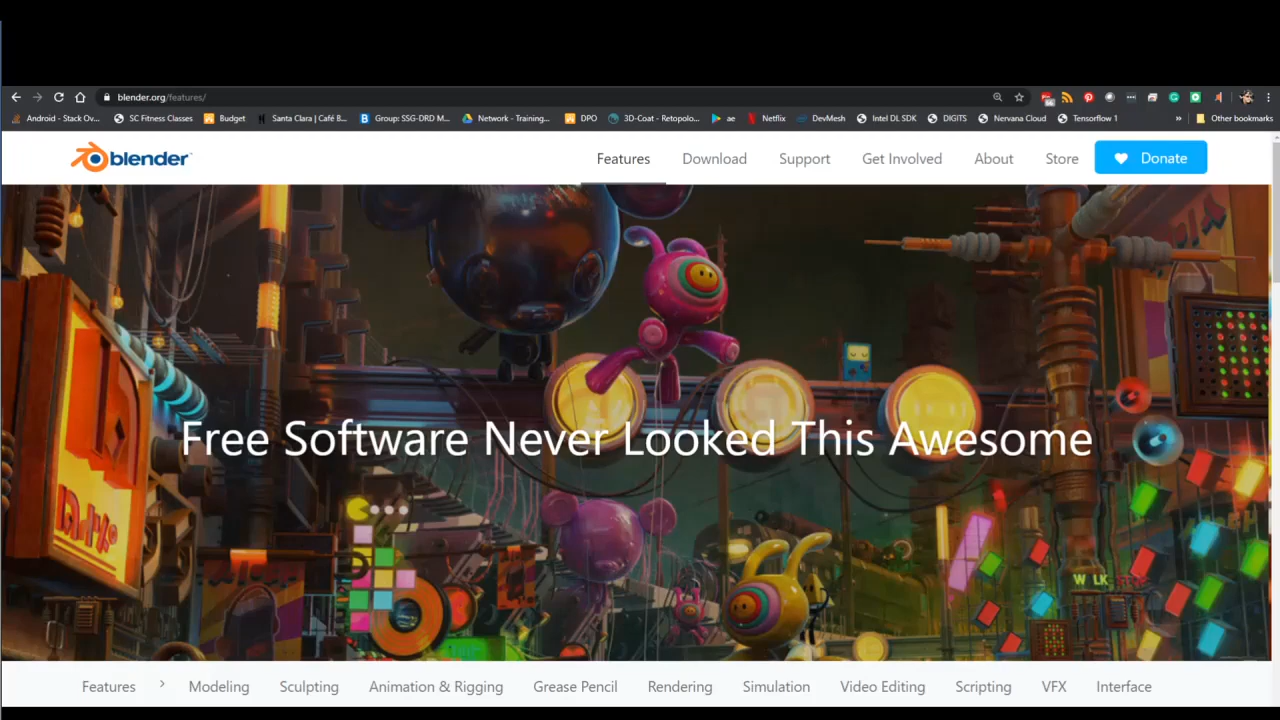 blender.org/features/
Android - Stack Ov... SC Fitness Classes Budget Santa Clara | Café B... Group: SSG-DRD M... Network - Training... DPO 3D-Coat - Retopolo... ae Netflix DevMesh Intel DL SDK DIGITS Nervana Cloud Tensorflow 1 » Other bookmarks
blender Features Download Support Get Involved About Store Donate
Free Software Never Looked This Awesome
W LK
Features > Modeling Sculpting Animation & Rigging Grease Pencil Rendering Simulation Video Editing Scripting VFX Interface